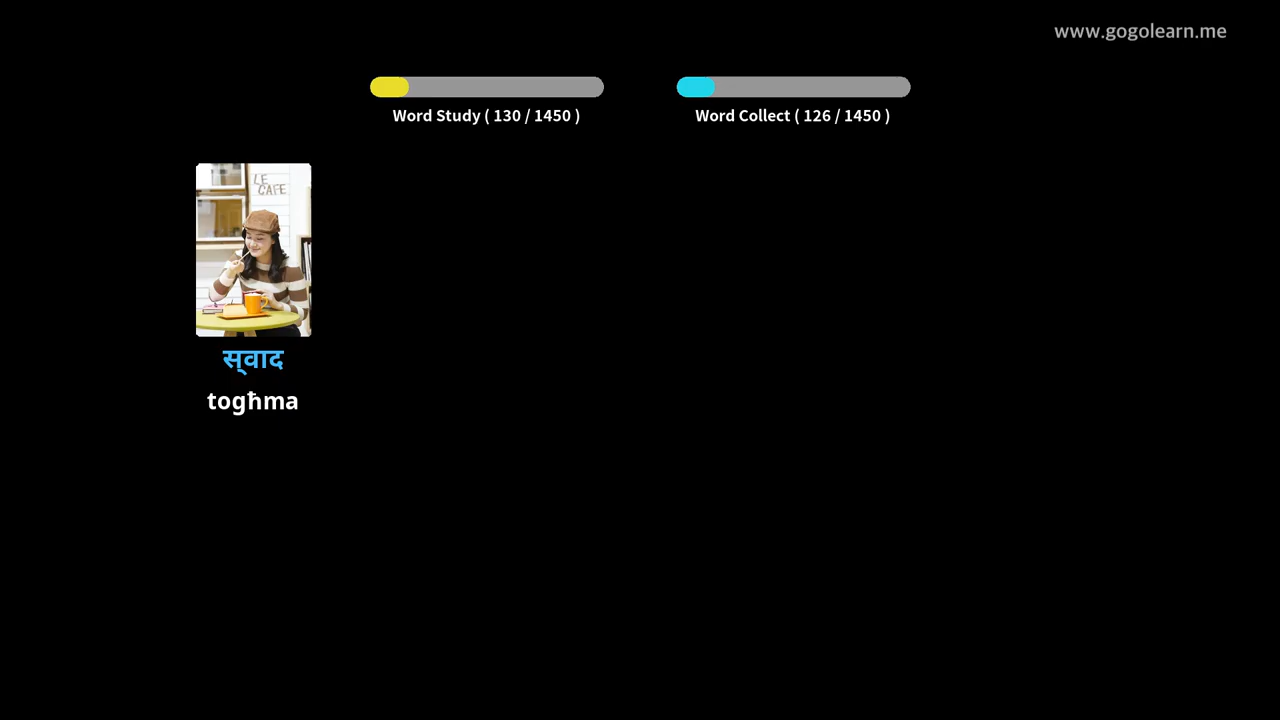 www.gogolearn.me
Word Study ( 130 / 1450 )
Word Collect ( 126 / 1450 )
LE
CAFE
स्वाद
togħma